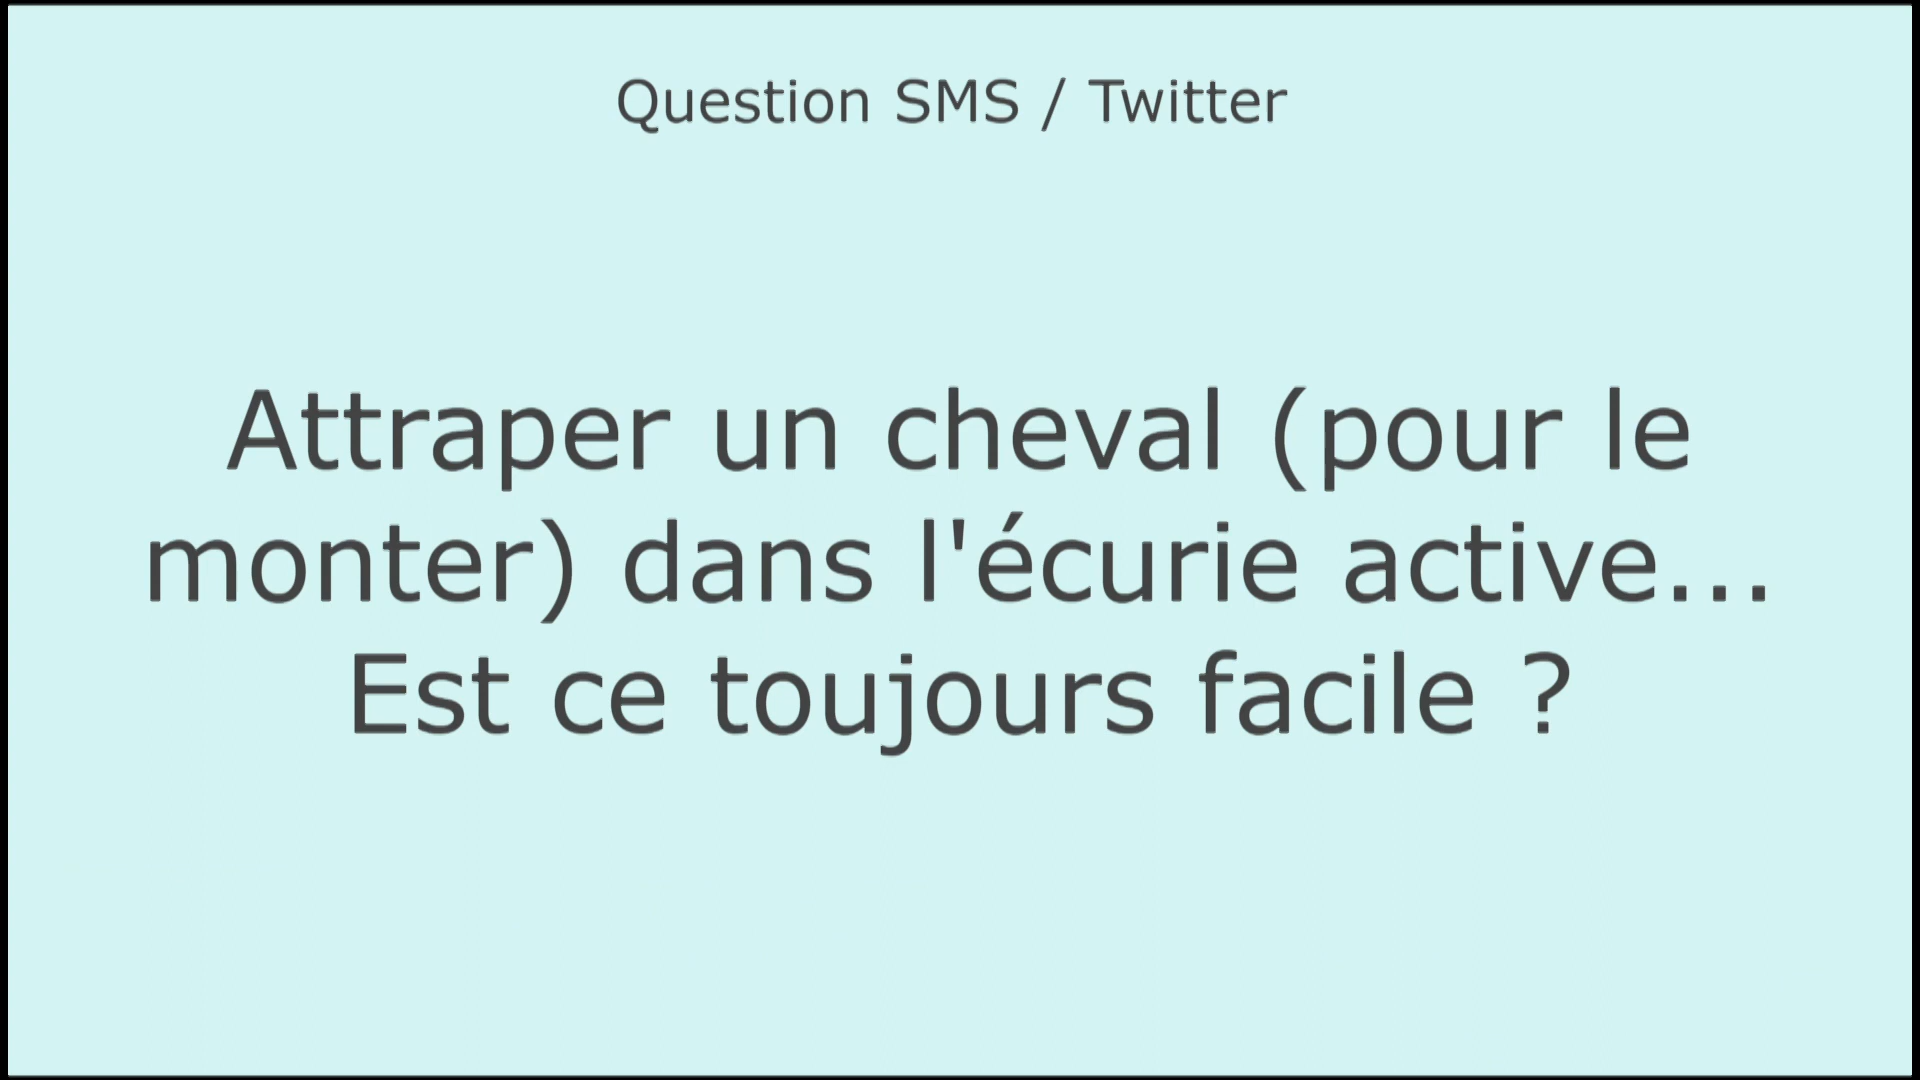 Question SMS / Twitter
Attraper un cheval (pour le
monter) dans l'écurie active...
Est ce toujours facile ?